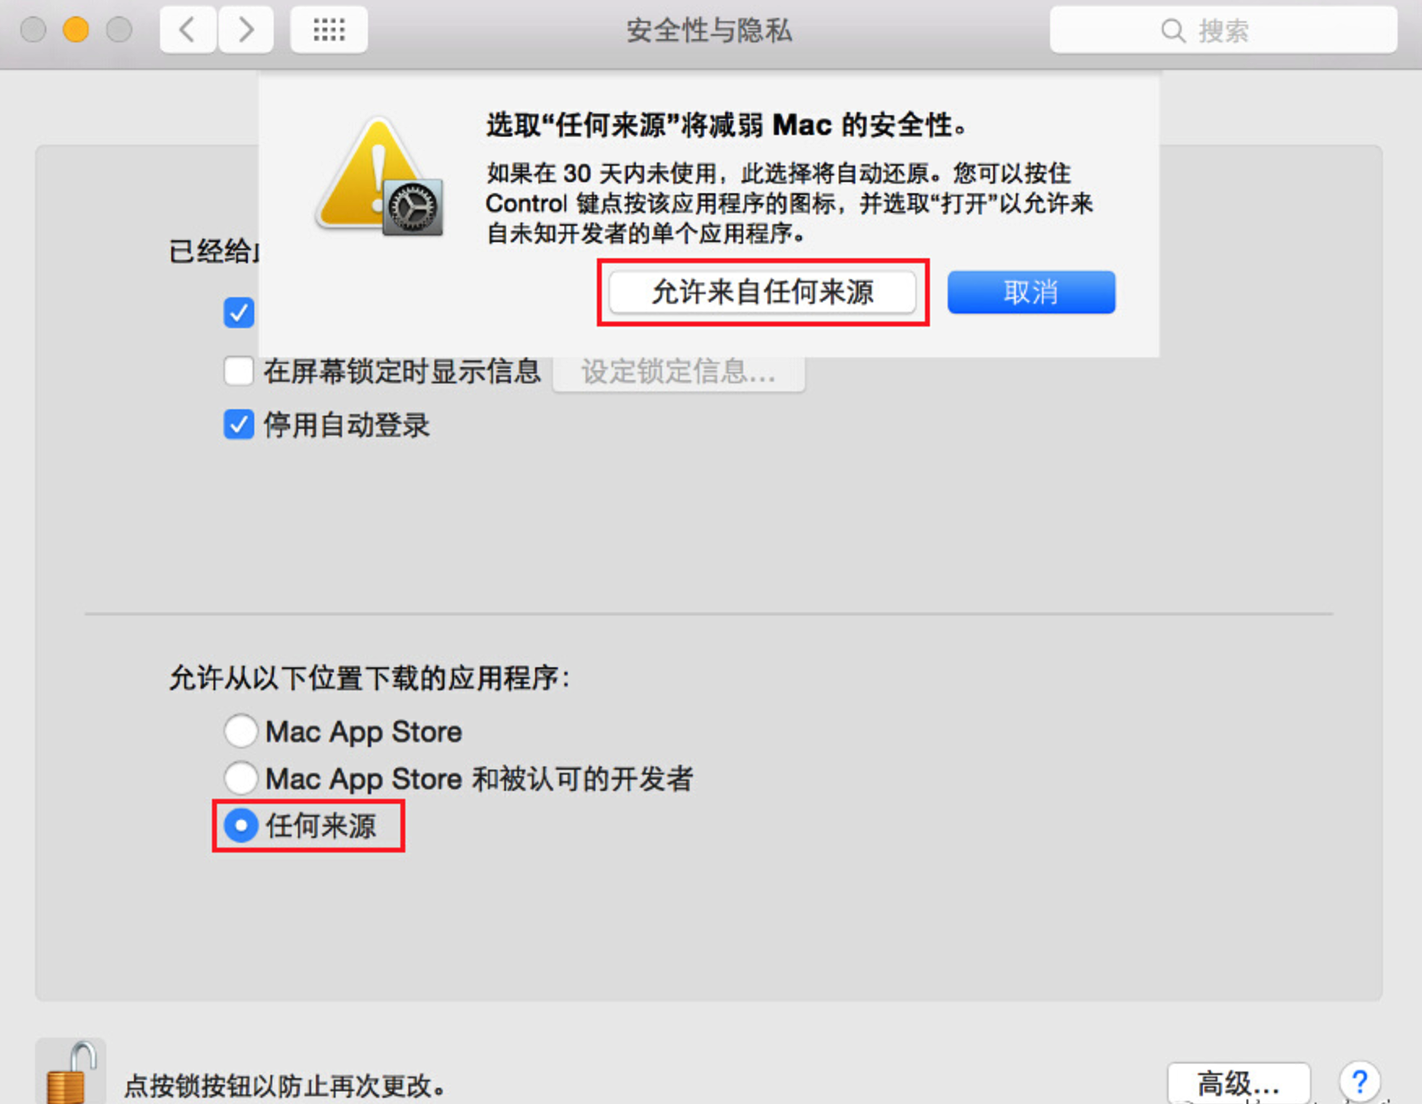 安全性与隐私
搜索
选取“任何来源”将减弱 Mac 的安全性。
如果在 30 天内未使用，此选择将自动还原。您可以按住
Control 键点按该应用程序的图标，并选取“打开”以允许来
自未知开发者的单个应用程序。
允许来自任何来源
取消
已经给
在屏幕锁定时显示信息
设定锁定信息...
停用自动登录
允许从以下位置下载的应用程序：
Mac App Store
Mac App Store 和被认可的开发者
任何来源
点按锁按钮以防止再次更改。
高级...
?